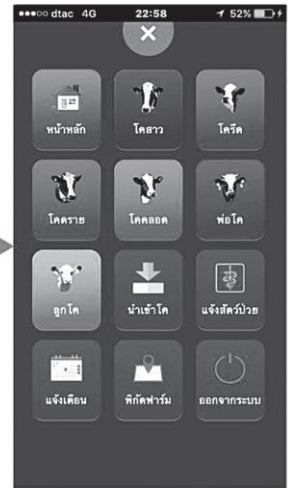 ●●●○○ dtac 4G 22:58 52%
หน้าหลัก โคสาว โครีด
โคดราย โคคลอด พ่อโค
ลูกโค นำเข้าโค แจ้งสัตว์ป่วย
แจ้งเตือน พิกัดฟาร์ม ออกจากระบบ